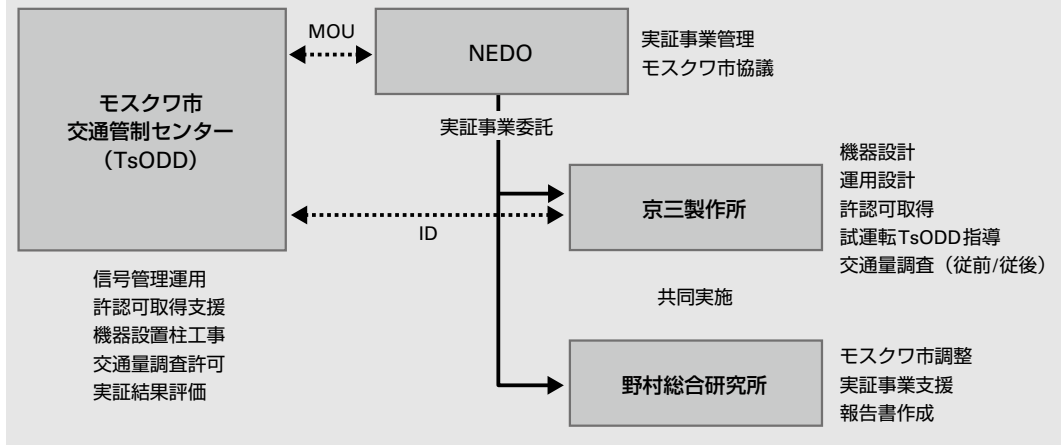 MOU
NEDO
実証事業管理
モスクワ市協議
モスクワ市
交通管制センター
（TsODD）
実証事業委託
機器設計
運用設計
許認可取得
試運転TsODD指導
交通量調査（従前/従後）
京三製作所
ID
信号管理運用
許認可取得支援
機器設置柱工事
交通量調査許可
実証結果評価
共同実施
野村総合研究所
モスクワ市調整
実証事業支援
報告書作成